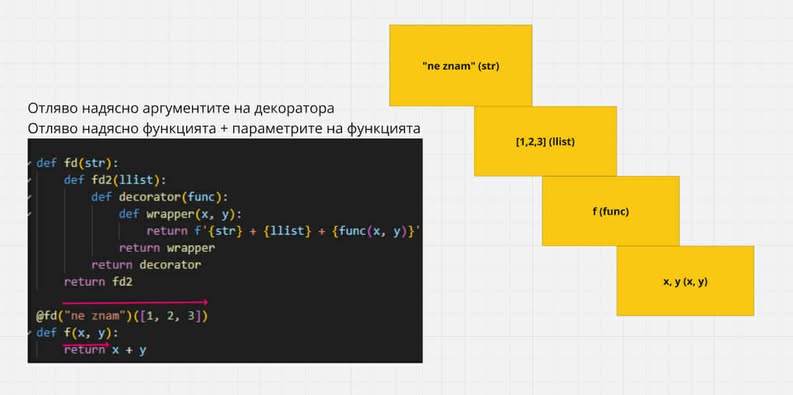 Отляво надясно аргументите на декоратора
Отляво надясно функцията + параметрите на функцията
def fd(str):
    def fd2(llist):
        def decorator(func):
            def wrapper(x, y):
                return f'{str} + {llist} + {func(x, y)}'
            return wrapper
        return decorator
    return fd2
@fd("ne znam")([1, 2, 3])
def f(x, y):
    return x + y
"ne znam" (str)
[1,2,3] (llist)
f (func)
x, y (x, y)